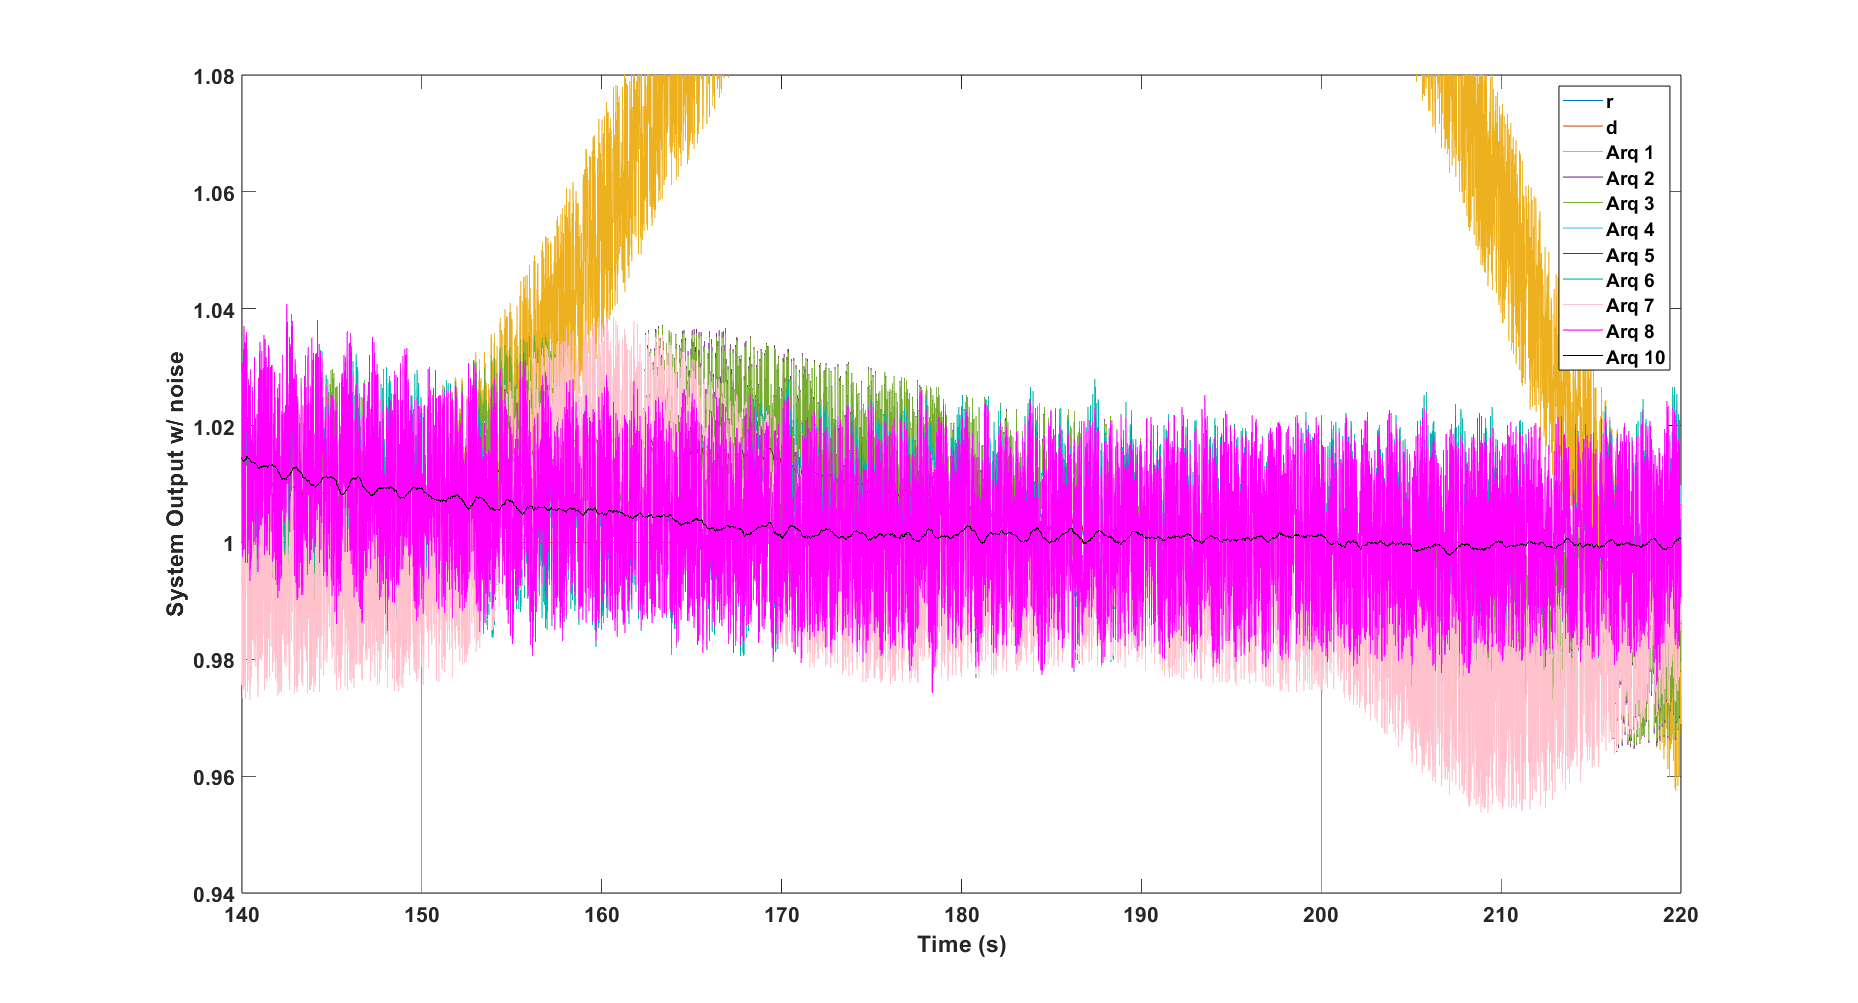 1.08
1.06
1.04
1.02
1
0.98
0.96
0.94
140 150 160 170 180 190 200 210 220
Time (s)
System Output w/ noise
r
d
Arq 1
Arq 2
Arq 3
Arq 4
Arq 5
Arq 6
Arq 7
Arq 8
Arq 10